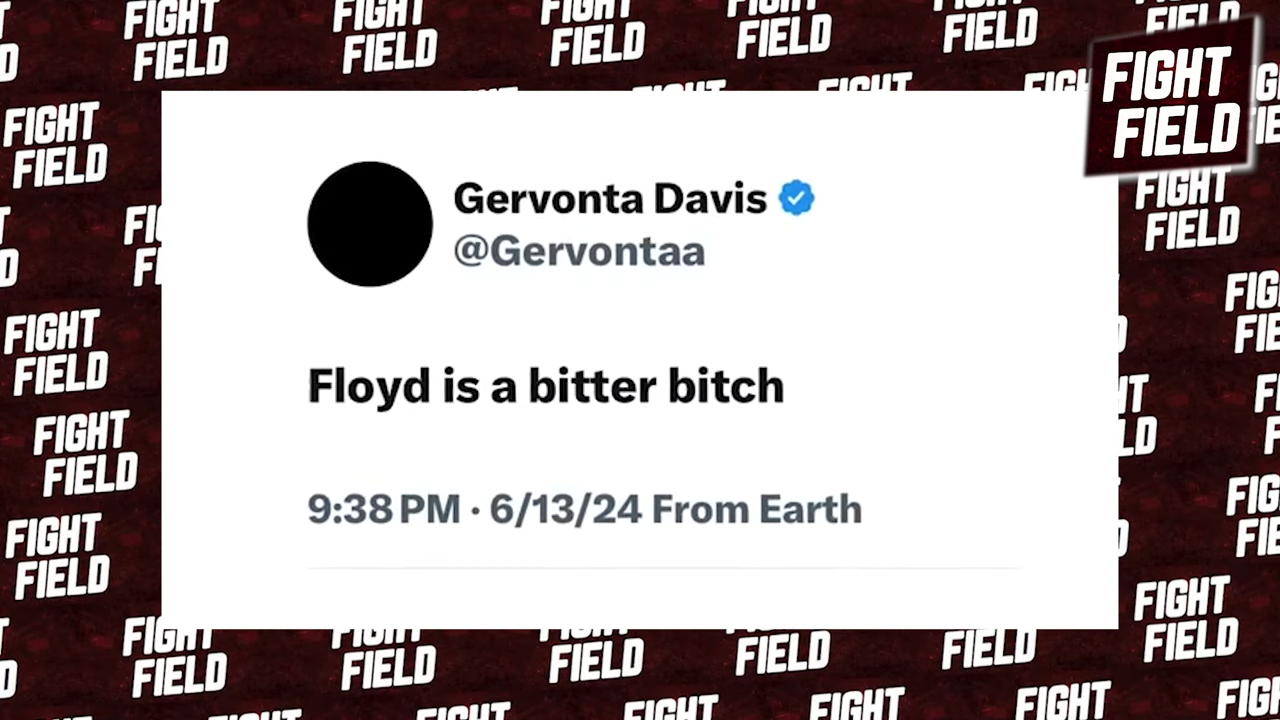 FIGHT
FIELD
Gervonta Davis
@Gervontaa
Floyd is a bitter bitch
9:38 PM · 6/13/24 From Earth